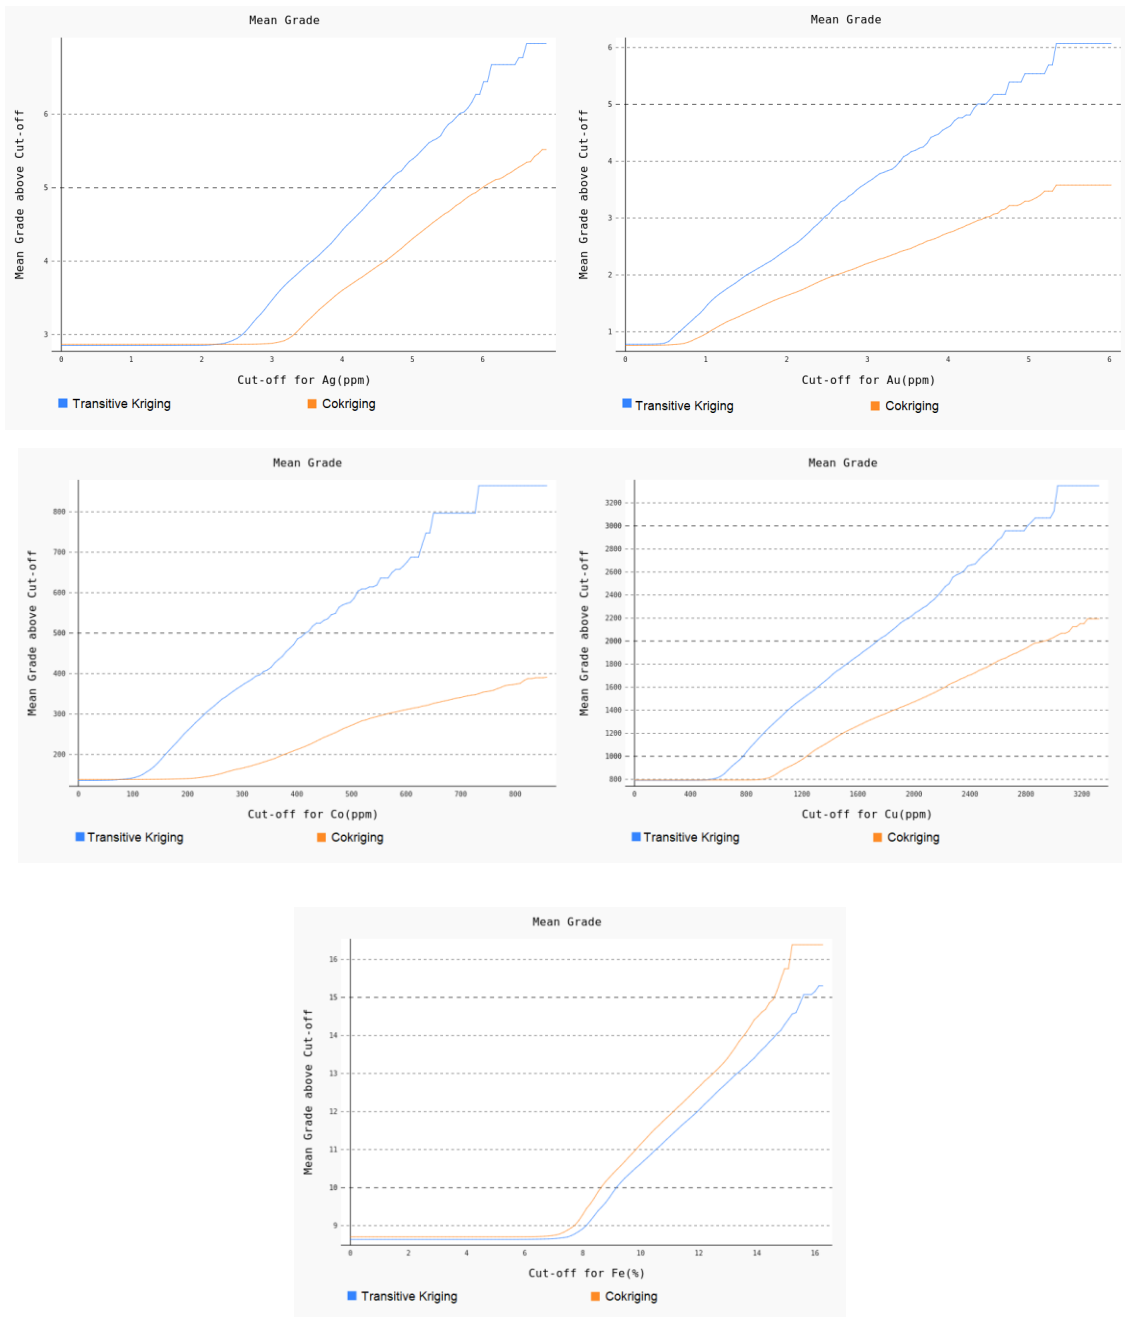 Mean Grade
Mean Grade above Cut-off
6
5
4
3
0 1 2 3 4 5 6
Cut-off for Ag(ppm)
Transitive Kriging Cokriging
Mean Grade
Mean Grade above Cut-off
6
5
4
3
2
1
0 1 2 3 4 5 6
Cut-off for Au(ppm)
Transitive Kriging Cokriging
Mean Grade
Mean Grade above Cut-off
800
700
600
500
400
300
200
0 100 200 300 400 500 600 700 800
Cut-off for Co(ppm)
Transitive Kriging Cokriging
Mean Grade
Mean Grade above Cut-off
3200
3000
2800
2600
2400
2200
2000
1800
1600
1400
1200
1000
800
0 400 800 1200 1600 2000 2400 2800 3200
Cut-off for Cu(ppm)
Transitive Kriging Cokriging
Mean Grade
Mean Grade above Cut-off
16
15
14
13
12
11
10
9
0 2 4 6 8 10 12 14 16
Cut-off for Fe(%)
Transitive Kriging Cokriging